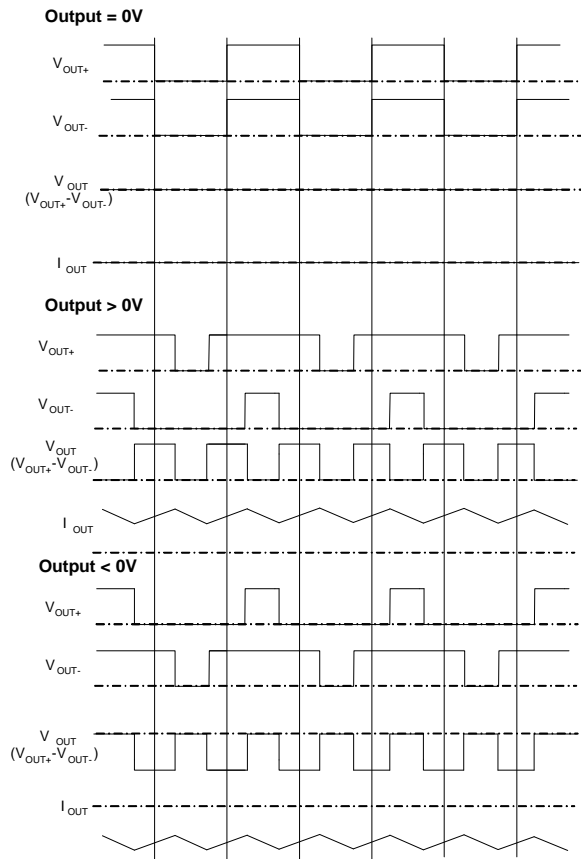 Output = 0V
VOUT+
VOUT-
VOUT
(VOUT+-VOUT-)
IOUT
Output > 0V
VOUT+
VOUT-
VOUT
(VOUT+-VOUT-)
IOUT
Output < 0V
VOUT+
VOUT-
VOUT
(VOUT+-VOUT-)
IOUT